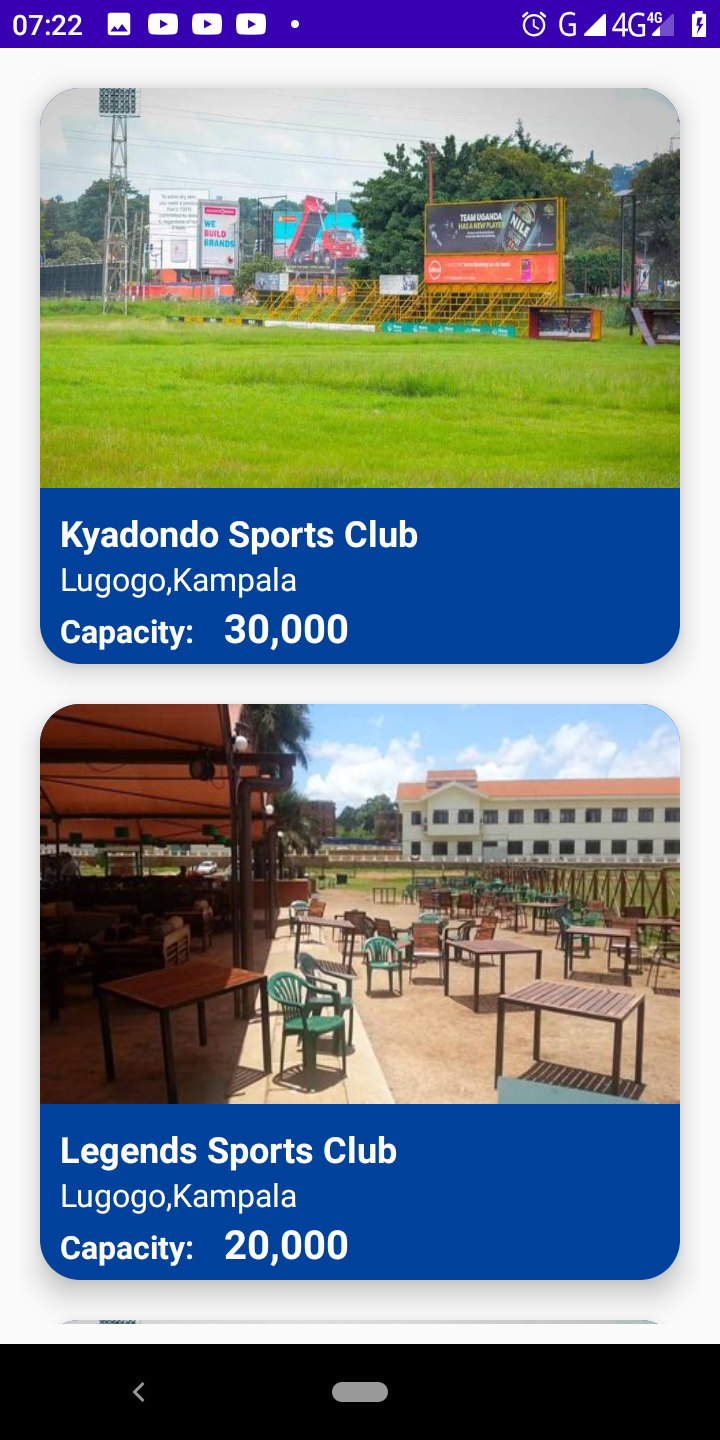 07:22
G
4G
4G
WE
BUILD
BRANDS
TEAM UGANDA
HAS A NEW PLAYER
NILE
Kyadondo Sports Club
Lugogo,Kampala
Capacity: 30,000
Legends Sports Club
Lugogo,Kampala
Capacity: 20,000